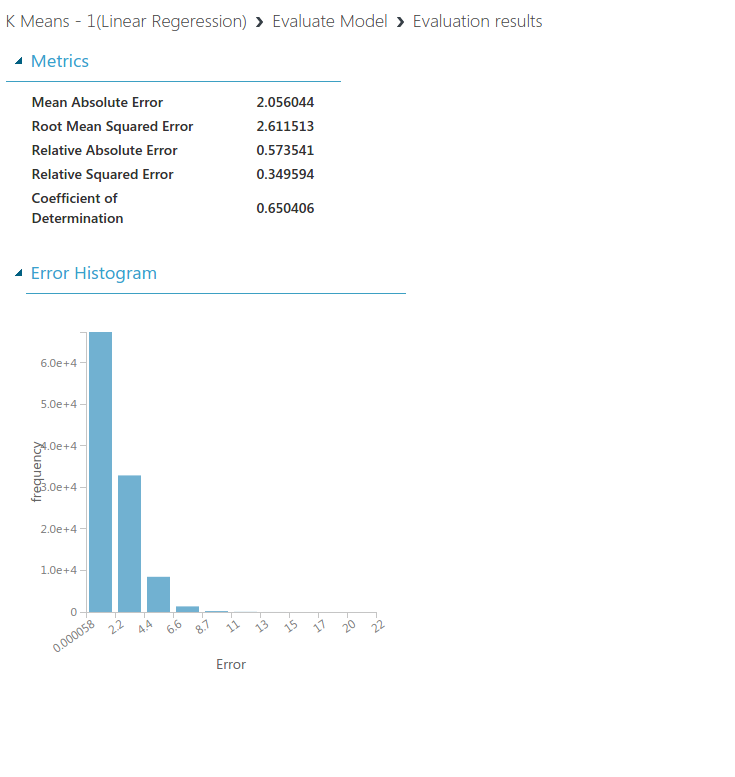 K Means - 1(Linear Regeression) ❯ Evaluate Model ❯ Evaluation results
Metrics
Mean Absolute Error 2.056044
Root Mean Squared Error 2.611513
Relative Absolute Error 0.573541
Relative Squared Error 0.349594
Coefficient of
Determination 0.650406
Error Histogram
6.0e+4
5.0e+4
4.0e+4
3.0e+4
2.0e+4
1.0e+4
0
frequency
0.000058 2.2 4.4 6.6 8.7 11 13 15 17 20 22
Error